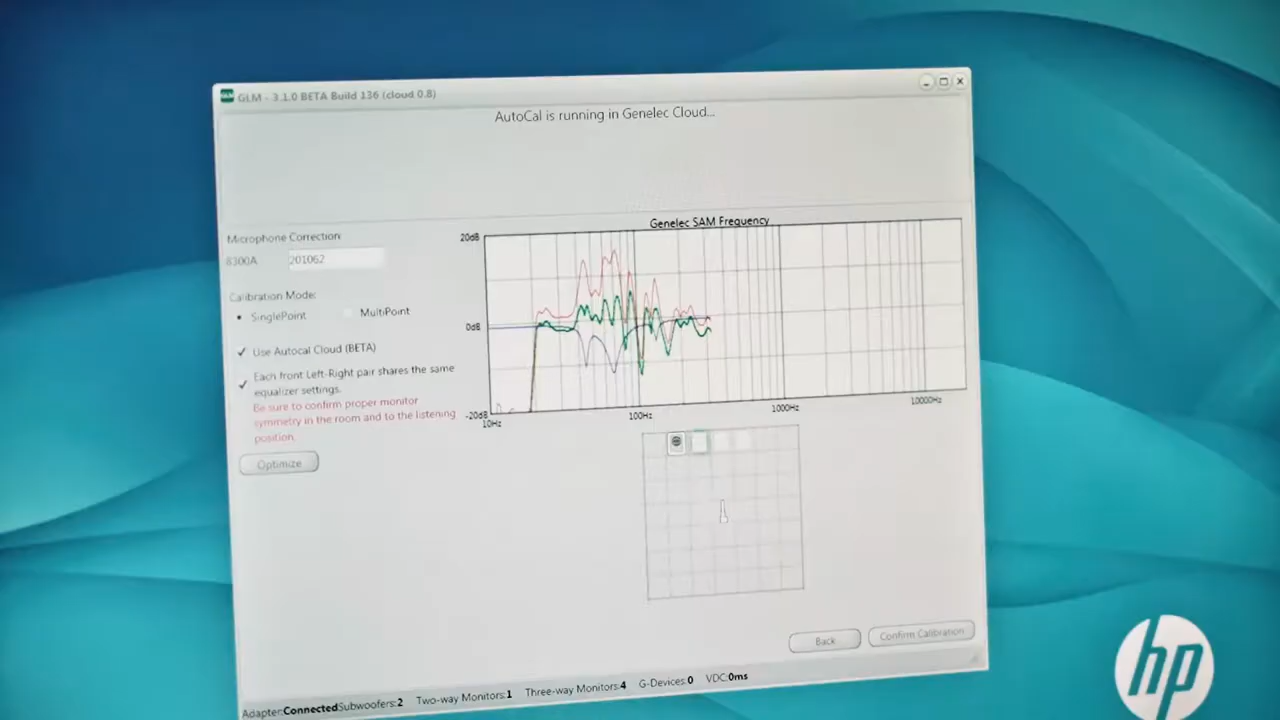 GLM - 3.1.0 BETA Build 136 (cloud 0.8)
AutoCal is running in Genelec Cloud...
Microphone Correction:
8300A 201062
Calibration Mode:
SinglePoint MultiPoint
Use Autocal Cloud (BETA)
Each front Left-Right pair shares the same
equalizer settings.
Be sure to confirm proper monitor
symmetry in the room and to the listening
position.
Optimize
Genelec SAM Frequency
20dB
0dB
-20dB
10Hz 100Hz 1000Hz 10000Hz
Back Confirm Calibration
Adapter:Connected Subwoofers:2 Two-way Monitors:1 Three-way Monitors:4 G-Devices:0 VDC:0ms
hp